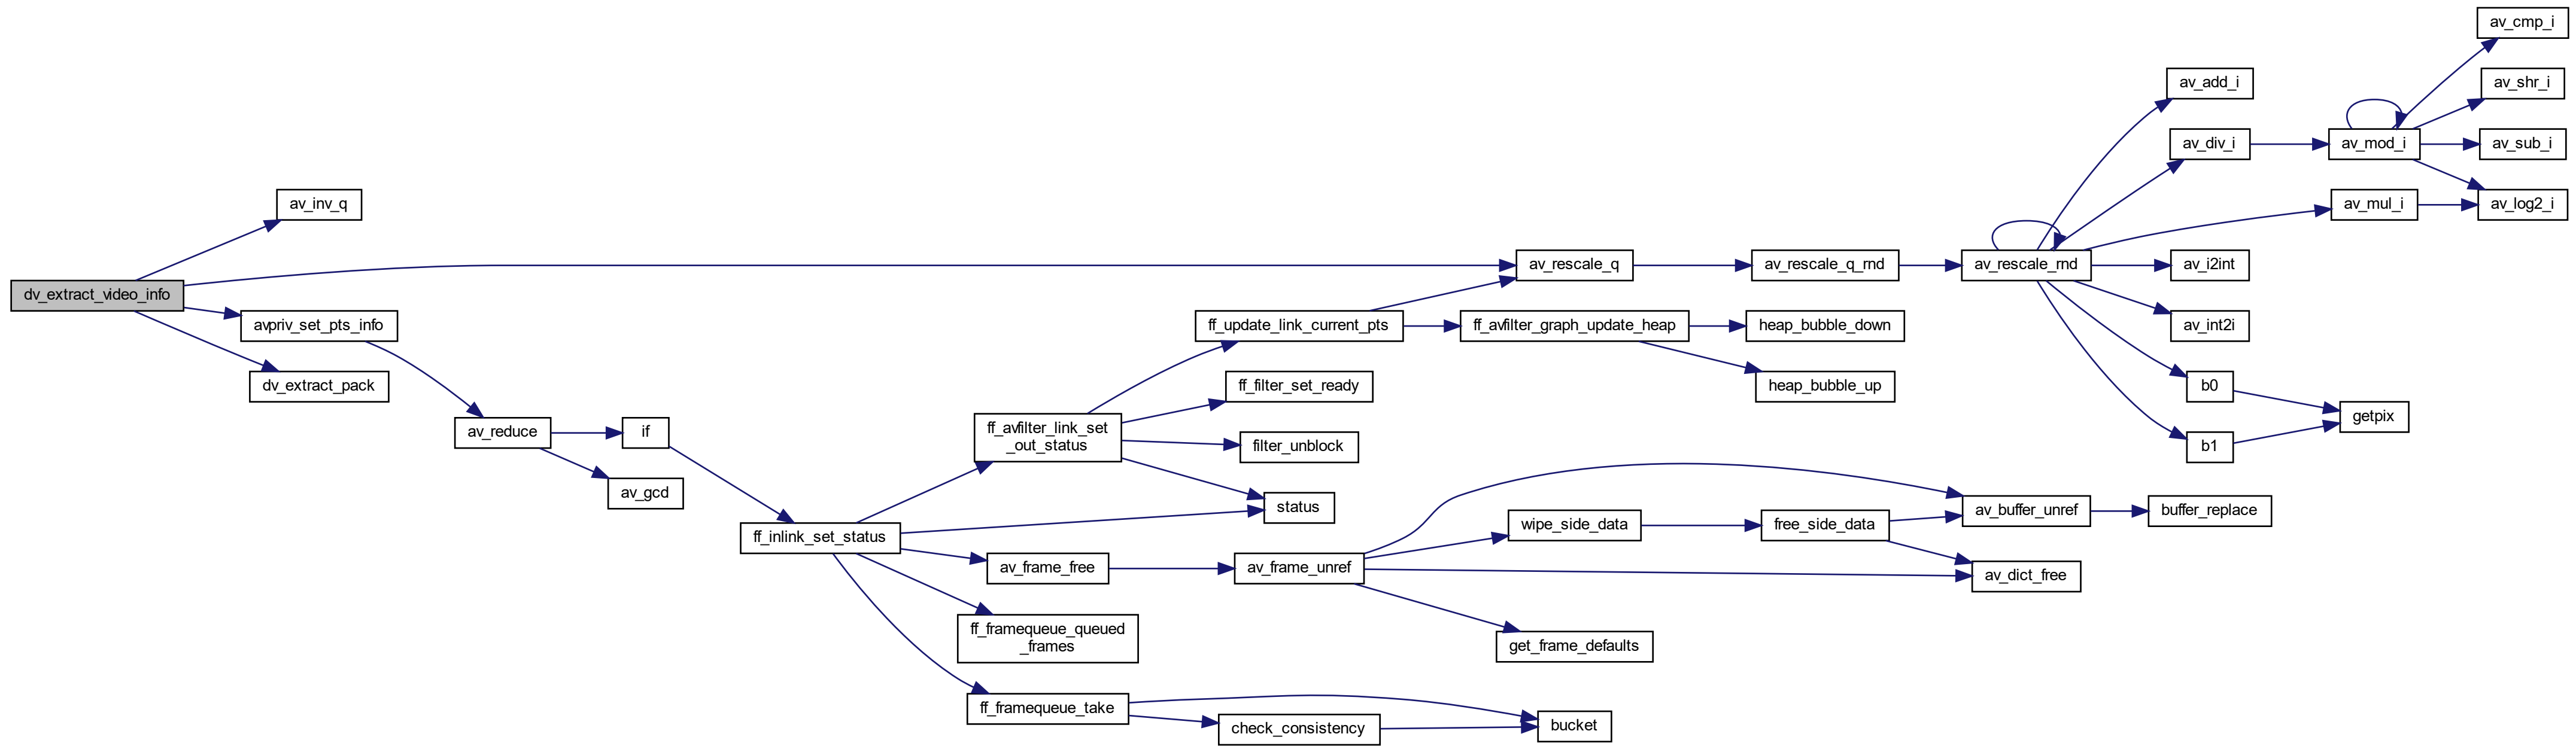 av_cmp_i
av_add_i
av_shr_i
av_div_i
av_mod_i
av_sub_i
av_inv_q
av_mul_i
av_log2_i
dv_extract_video_info
av_rescale_q
av_rescale_q_rnd
av_rescale_rnd
av_i2int
avpriv_set_pts_info
ff_update_link_current_pts
ff_avfilter_graph_update_heap
heap_bubble_down
av_int2i
dv_extract_pack
ff_filter_set_ready
heap_bubble_up
b0
getpix
av_reduce
if
ff_avfilter_link_set
_out_status
filter_unblock
b1
av_gcd
status
ff_inlink_set_status
wipe_side_data
free_side_data
av_buffer_unref
buffer_replace
av_frame_free
av_frame_unref
av_dict_free
ff_framequeue_queued
_frames
get_frame_defaults
ff_framequeue_take
check_consistency
bucket